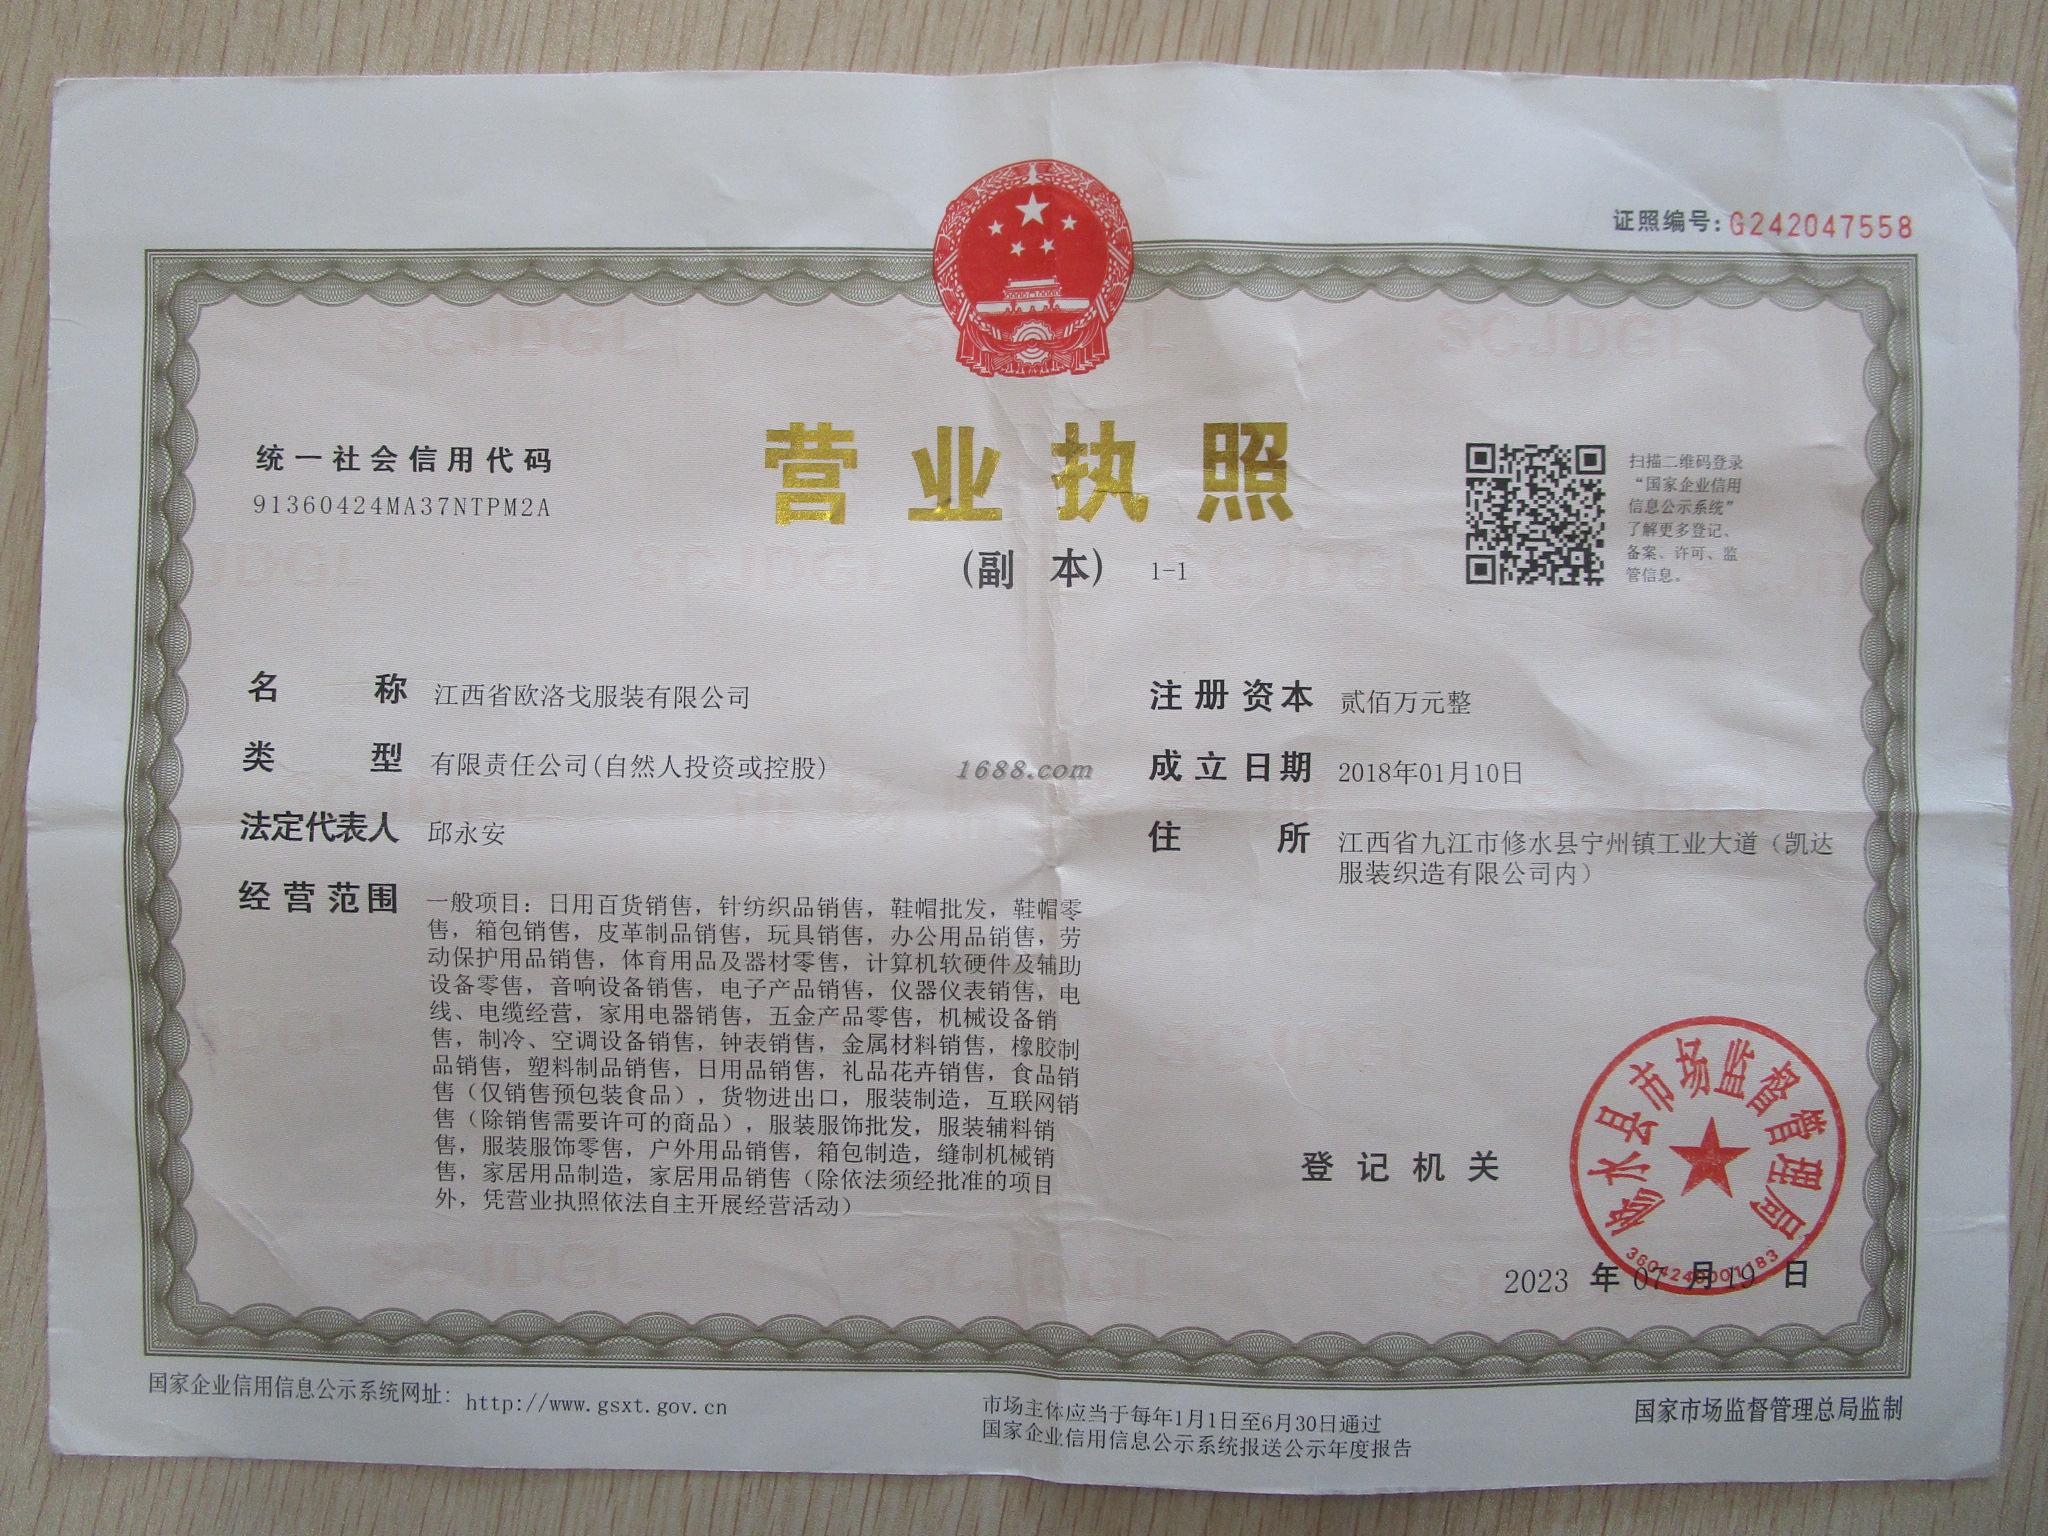 证照编号：G242047558
营业执照
（副 本） 1-1
统一社会信用代码
91360424MA37NTPM2A
扫描二维码登录
“国家企业信用
信息公示系统”
了解更多登记、
备案、许可、监
管信息。
名 称 江西省欧洛戈服装有限公司
类 型 有限责任公司(自然人投资或控股)
法定代表人 邱永安
经营范围 一般项目：日用百货销售，针纺织品销售，鞋帽批发，鞋帽零
售，箱包销售，皮革制品销售，玩具销售，办公用品销售，劳
动保护用品销售，体育用品及器材零售，计算机软硬件及辅助
设备零售，音响设备销售，电子产品销售，仪器仪表销售，电
线、电缆经营，家用电器销售，五金产品零售，机械设备销
售，制冷、空调设备销售，钟表销售，金属材料销售，橡胶制
品销售，塑料制品销售，日用品销售，礼品花卉销售，食品销
售（仅销售预包装食品），货物进出口，服装制造，互联网销
售（除销售需要许可的商品），服装服饰批发，服装辅料销
售，服装服饰零售，户外用品销售，箱包制造，缝制机械销
售，家居用品制造，家居用品销售（除依法须经批准的项目
外，凭营业执照依法自主开展经营活动）
注册资本 贰佰万元整
成立日期 2018年01月10日
住 所 江西省九江市修水县宁州镇工业大道（凯达
服装织造有限公司内）
1688.com
登记机关
修水县市场监督管理局
3604240001183
2023 年 07 月 19 日
国家企业信用信息公示系统网址：http://www.gsxt.gov.cn
市场主体应当于每年1月1日至6月30日通过
国家企业信用信息公示系统报送公示年度报告
国家市场监督管理总局监制